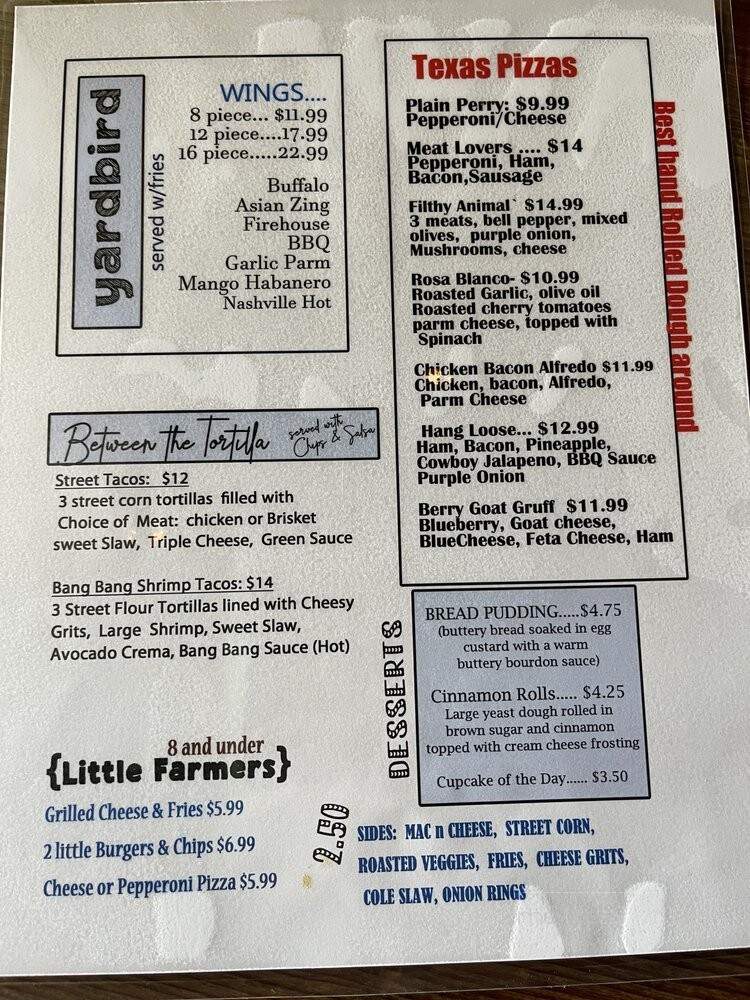 yardbird
served w/fries
WINGS....
8 piece... $11.99
12 piece....17.99
16 piece.....22.99
Buffalo
Asian Zing
Firehouse
BBQ
Garlic Parm
Mango Habanero
Nashville Hot
Between the Tortilla served with Chips & Salsa
Street Tacos: $12
3 street corn tortillas filled with
Choice of Meat: chicken or Brisket
sweet Slaw, Triple Cheese, Green Sauce
Bang Bang Shrimp Tacos: $14
3 Street Flour Tortillas lined with Cheesy
Grits, Large Shrimp, Sweet Slaw,
Avocado Crema, Bang Bang Sauce (Hot)
8 and under
{Little Farmers}
Grilled Cheese & Fries $5.99
2 little Burgers & Chips $6.99
Cheese or Pepperoni Pizza $5.99
Texas Pizzas
Best hand Rolled Dough around
Plain Perry: $9.99
Pepperoni/Cheese
Meat Lovers .... $14
Pepperoni, Ham,
Bacon,Sausage
Filthy Animal` $14.99
3 meats, bell pepper, mixed
olives, purple onion,
Mushrooms, cheese
Rosa Blanco- $10.99
Roasted Garlic, olive oil
Roasted cherry tomatoes
parm cheese, topped with
Spinach
Chicken Bacon Alfredo $11.99
Chicken, bacon, Alfredo,
Parm Cheese
Hang Loose... $12.99
Ham, Bacon, Pineapple,
Cowboy Jalapeno, BBQ Sauce
Purple Onion
Berry Goat Gruff $11.99
Blueberry, Goat cheese,
BlueCheese, Feta Cheese, Ham
DESSERTS
BREAD PUDDING.....$4.75
(buttery bread soaked in egg
custard with a warm
buttery bourdon sauce)
Cinnamon Rolls..... $4.25
Large yeast dough rolled in
brown sugar and cinnamon
topped with cream cheese frosting
Cupcake of the Day...... $3.50
2.50
SIDES: MAC n CHEESE, STREET CORN,
ROASTED VEGGIES, FRIES, CHEESE GRITS,
COLE SLAW, ONION RINGS